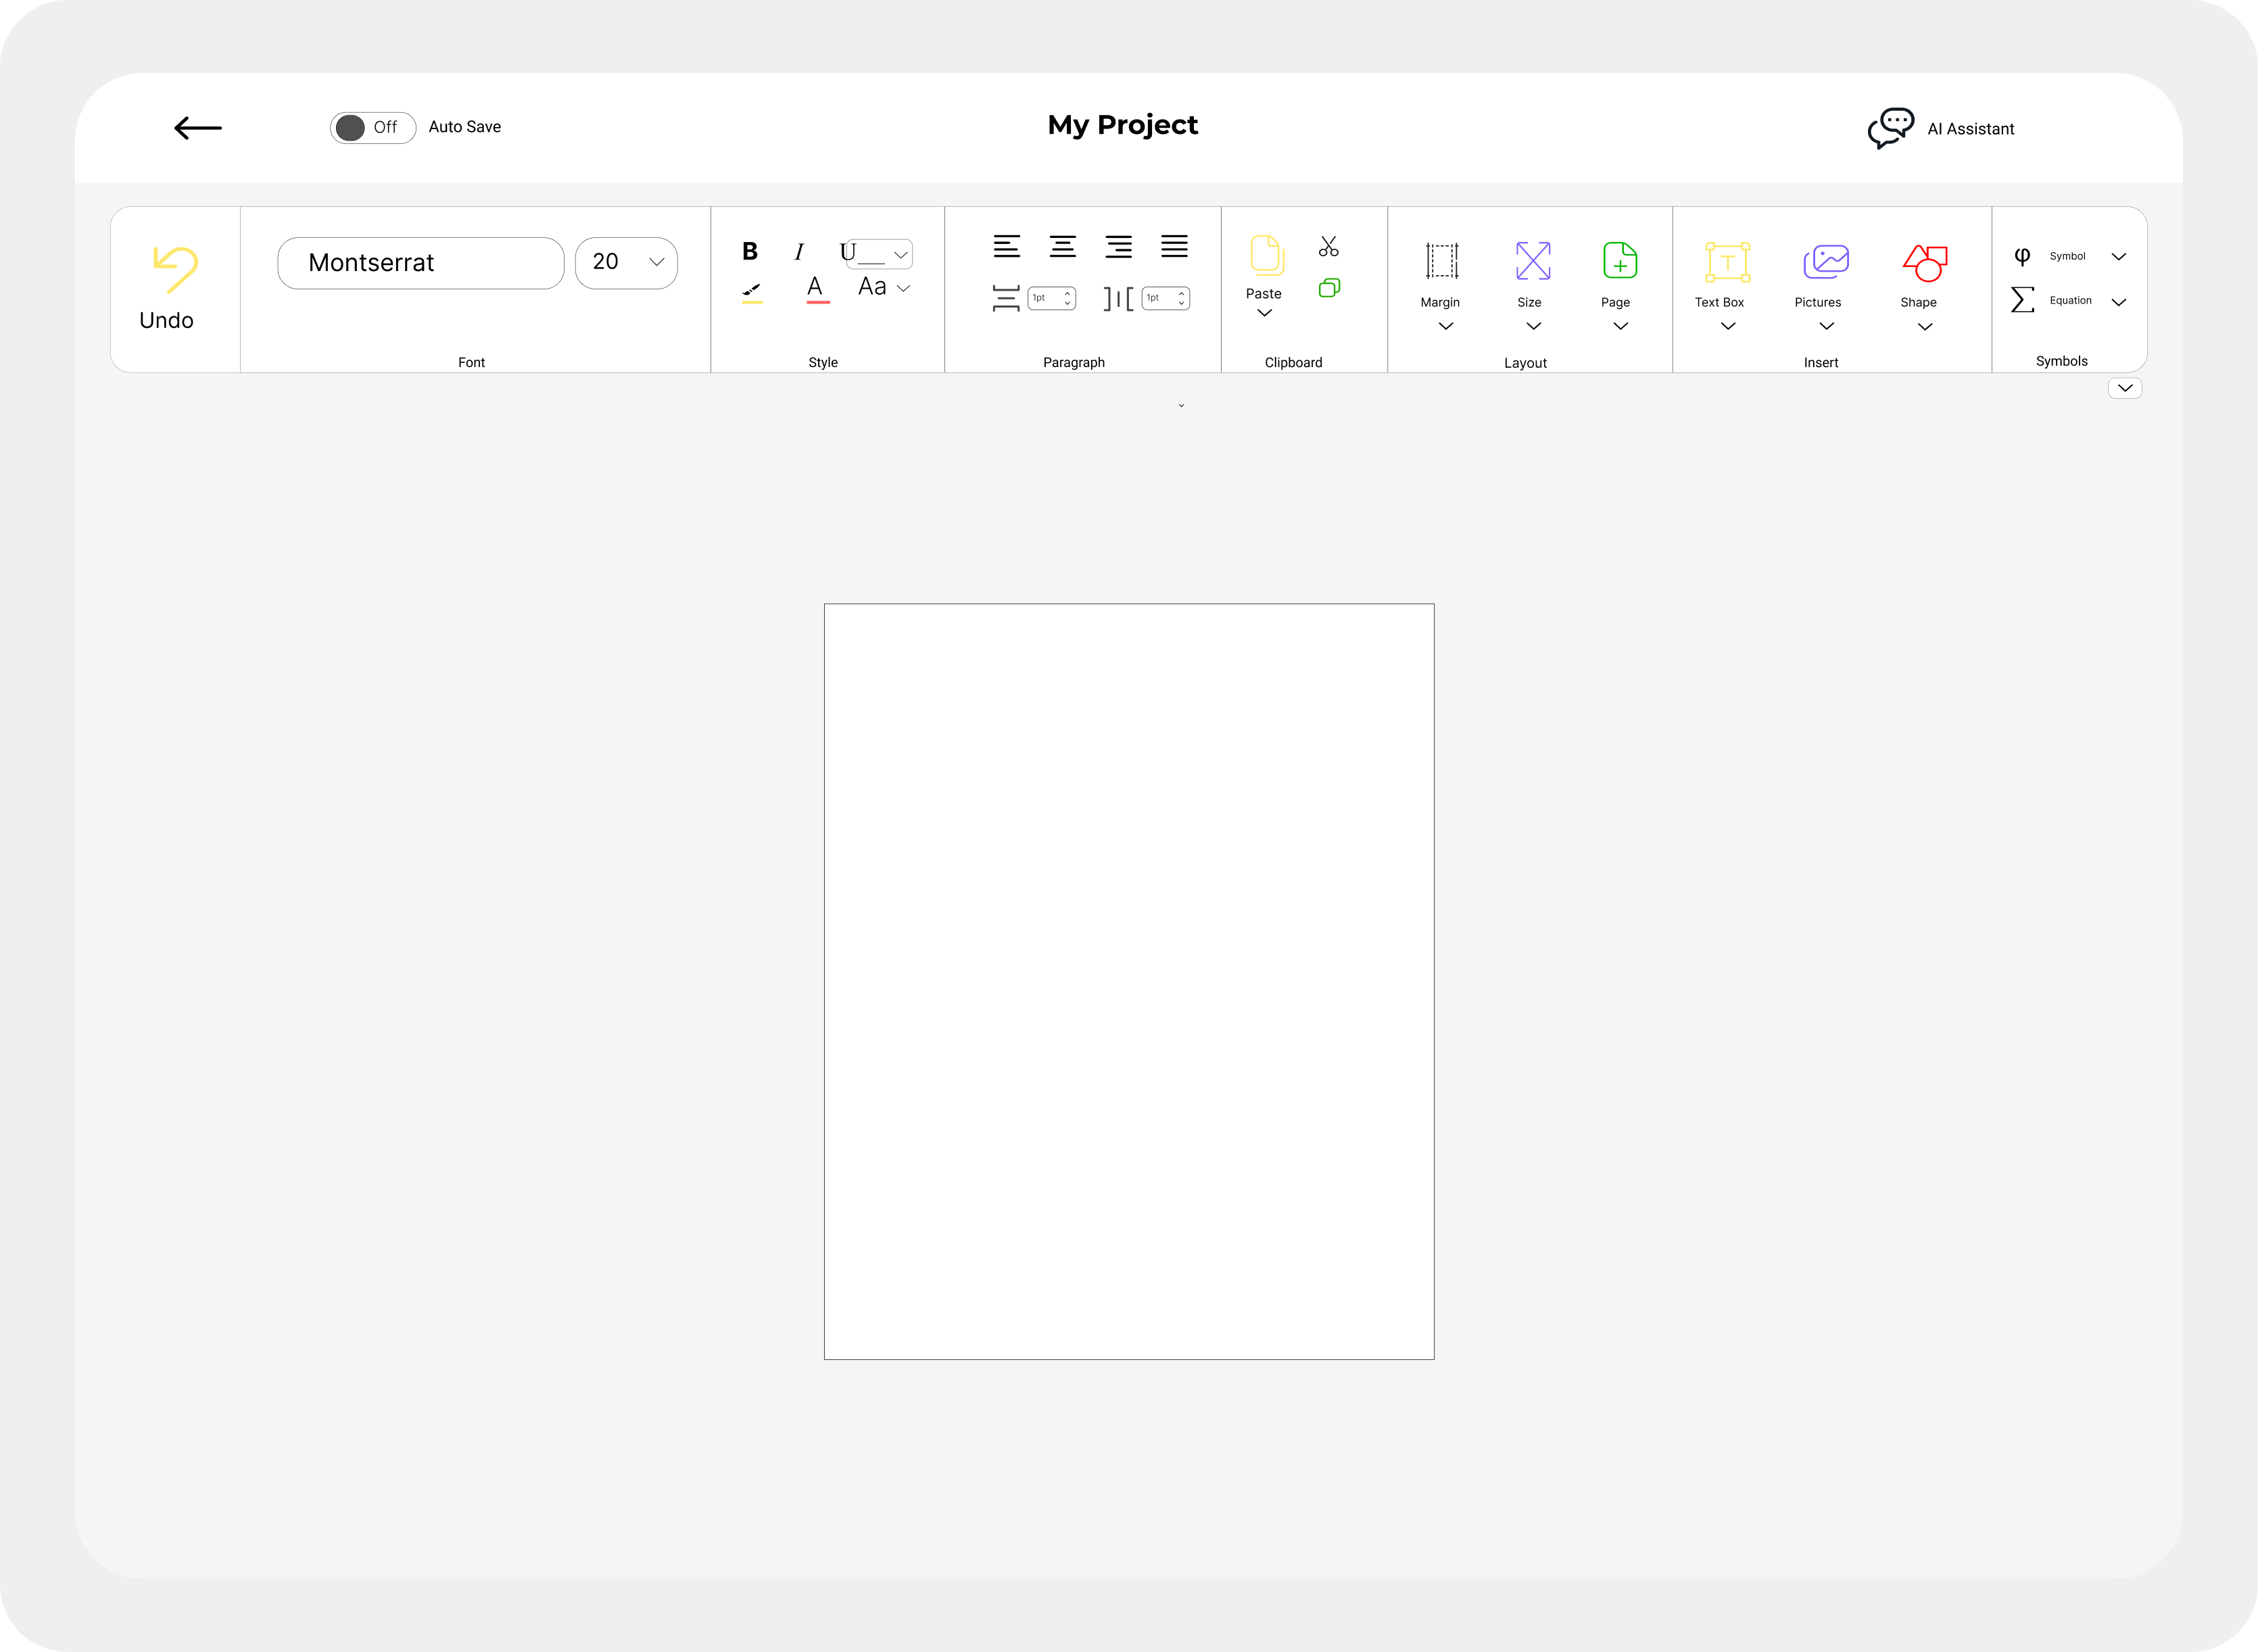 Off Auto Save
My Project
AI Assistant
Undo
Montserrat
20
Font
B I U
A Aa
Style
1pt 1pt
Paragraph
Paste
Clipboard
Margin Size Page
Layout
T
Text Box Pictures Shape
Insert
φ Symbol
Σ Equation
Symbols